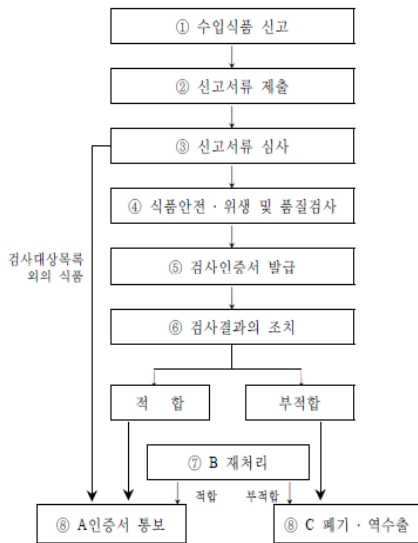 ① 수입식품 신고
② 신고서류 제출
③ 신고서류 심사
④ 식품안전·위생 및 품질검사
검사대상목록
외의 식품
⑤ 검사인증서 발급
⑥ 검사결과의 조치
적 합
부적합
⑦ B 재처리
적합
부적합
⑧ A인증서 통보
⑧ C 폐기·역수출